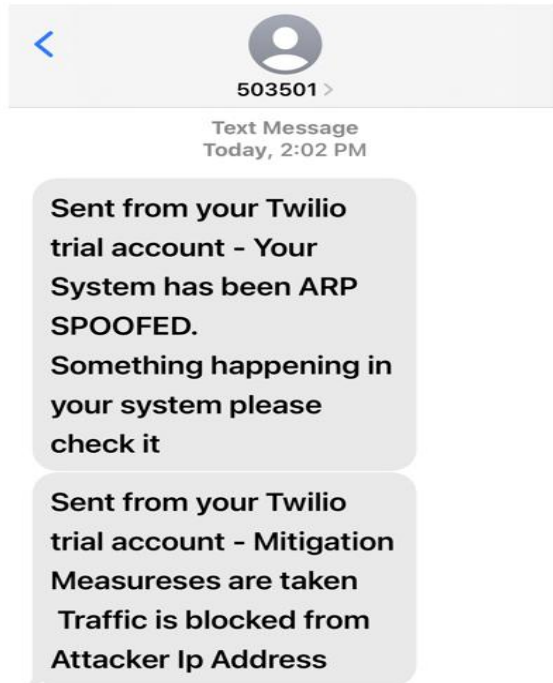 503501
Text Message
Today, 2:02 PM
Sent from your Twilio
trial account - Your
System has been ARP
SPOOFED.
Something happening in
your system please
check it
Sent from your Twilio
trial account - Mitigation
Measureses are taken
Traffic is blocked from
Attacker Ip Address